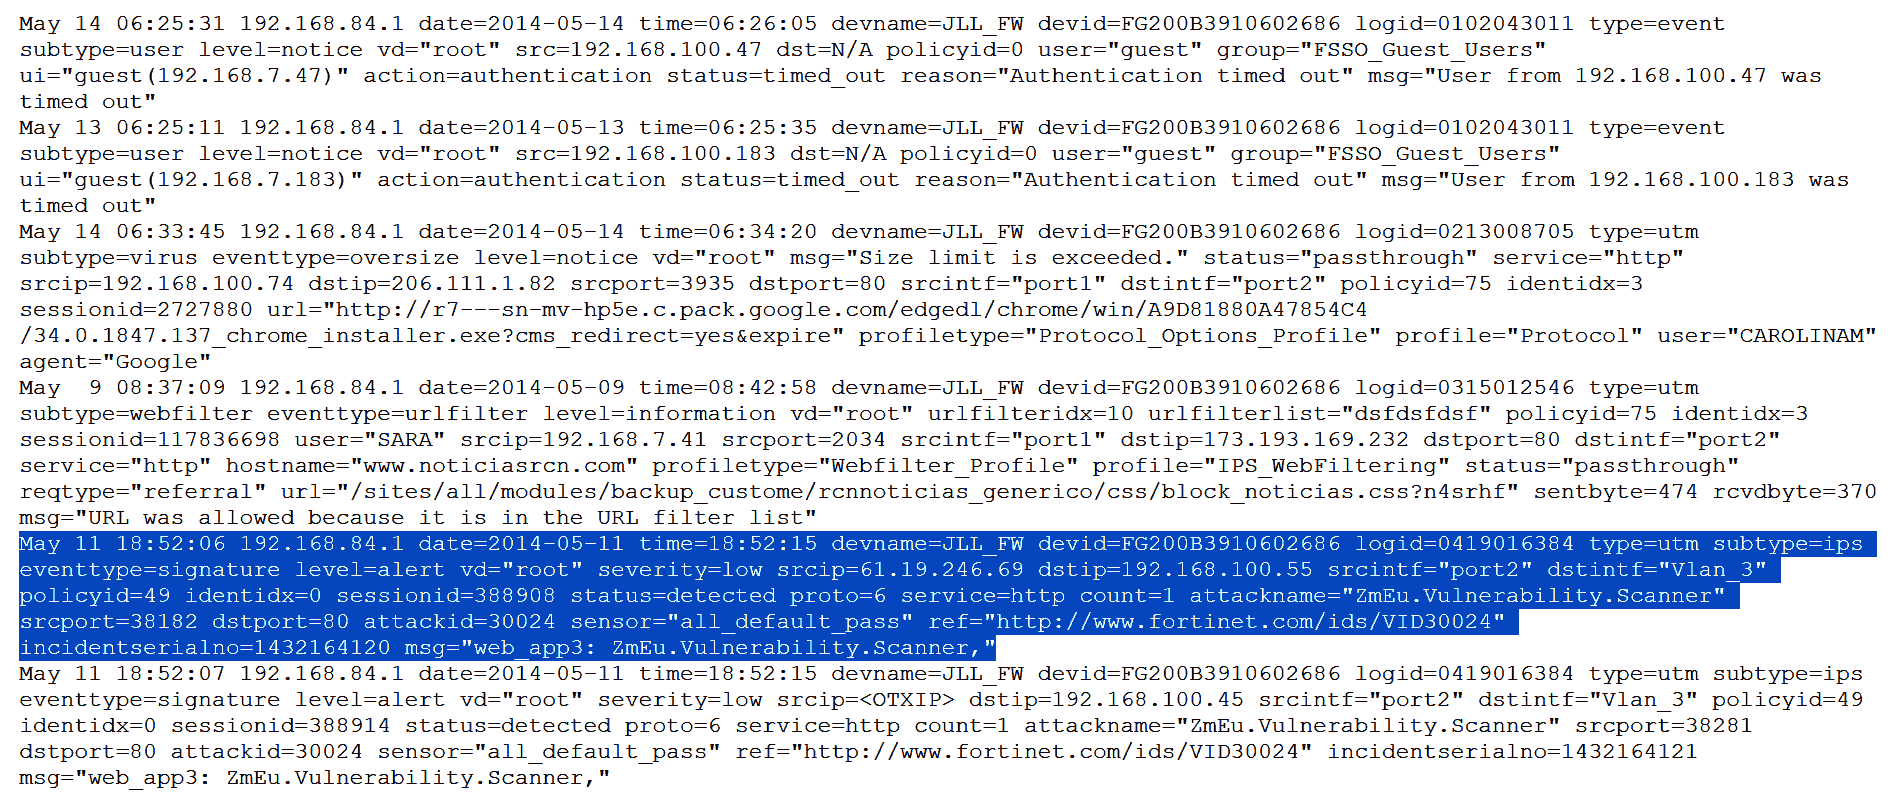 May 14 06:25:31 192.168.84.1 date=2014-05-14 time=06:26:05 devname=JLL_FW devid=FG200B3910602686 logid=0102043011 type=event
subtype=user level=notice vd="root" src=192.168.100.47 dst=N/A policyid=0 user="guest" group="FSSO_Guest_Users"
ui="guest(192.168.7.47)" action=authentication status=timed_out reason="Authentication timed out" msg="User from 192.168.100.47 was
timed out"
May 13 06:25:11 192.168.84.1 date=2014-05-13 time=06:25:35 devname=JLL_FW devid=FG200B3910602686 logid=0102043011 type=event
subtype=user level=notice vd="root" src=192.168.100.183 dst=N/A policyid=0 user="guest" group="FSSO_Guest_Users"
ui="guest(192.168.7.183)" action=authentication status=timed_out reason="Authentication timed out" msg="User from 192.168.100.183 was
timed out"
May 14 06:33:45 192.168.84.1 date=2014-05-14 time=06:34:20 devname=JLL_FW devid=FG200B3910602686 logid=0213008705 type=utm
subtype=virus eventtype=oversize level=notice vd="root" msg="Size limit is exceeded." status="passthrough" service="http"
srcip=192.168.100.74 dstip=206.111.1.82 srcport=3935 dstport=80 srcintf="port1" dstintf="port2" policyid=75 identidx=3
sessionid=2727880 url="http://r7---sn-mv-hp5e.c.pack.google.com/edgedl/chrome/win/A9D81880A47854C4
/34.0.1847.137_chrome_installer.exe?cms_redirect=yes&expire" profiletype="Protocol_Options_Profile" profile="Protocol" user="CAROLINAM"
agent="Google"
May  9 08:37:09 192.168.84.1 date=2014-05-09 time=08:42:58 devname=JLL_FW devid=FG200B3910602686 logid=0315012546 type=utm
subtype=webfilter eventtype=urlfilter level=information vd="root" urlfilteridx=10 urlfilterlist="dsfdsfdsf" policyid=75 identidx=3
sessionid=117836698 user="SARA" srcip=192.168.7.41 srcport=2034 srcintf="port1" dstip=173.193.169.232 dstport=80 dstintf="port2"
service="http" hostname="www.noticiasrcn.com" profiletype="Webfilter_Profile" profile="IPS_WebFiltering" status="passthrough"
reqtype="referral" url="/sites/all/modules/backup_custome/rcnnoticias_generico/css/block_noticias.css?n4srhf" sentbyte=474 rcvdbyte=370
msg="URL was allowed because it is in the URL filter list"
May 11 18:52:06 192.168.84.1 date=2014-05-11 time=18:52:15 devname=JLL_FW devid=FG200B3910602686 logid=0419016384 type=utm subtype=ips
eventtype=signature level=alert vd="root" severity=low srcip=61.19.246.69 dstip=192.168.100.55 srcintf="port2" dstintf="Vlan_3"
policyid=49 identidx=0 sessionid=388908 status=detected proto=6 service=http count=1 attackname="ZmEu.Vulnerability.Scanner"
srcport=38182 dstport=80 attackid=30024 sensor="all_default_pass" ref="http://www.fortinet.com/ids/VID30024"
incidentserialno=1432164120 msg="web_app3: ZmEu.Vulnerability.Scanner,"
May 11 18:52:07 192.168.84.1 date=2014-05-11 time=18:52:15 devname=JLL_FW devid=FG200B3910602686 logid=0419016384 type=utm subtype=ips
eventtype=signature level=alert vd="root" severity=low srcip=<OTXIP> dstip=192.168.100.45 srcintf="port2" dstintf="Vlan_3" policyid=49
identidx=0 sessionid=388914 status=detected proto=6 service=http count=1 attackname="ZmEu.Vulnerability.Scanner" srcport=38281
dstport=80 attackid=30024 sensor="all_default_pass" ref="http://www.fortinet.com/ids/VID30024" incidentserialno=1432164121
msg="web_app3: ZmEu.Vulnerability.Scanner,"